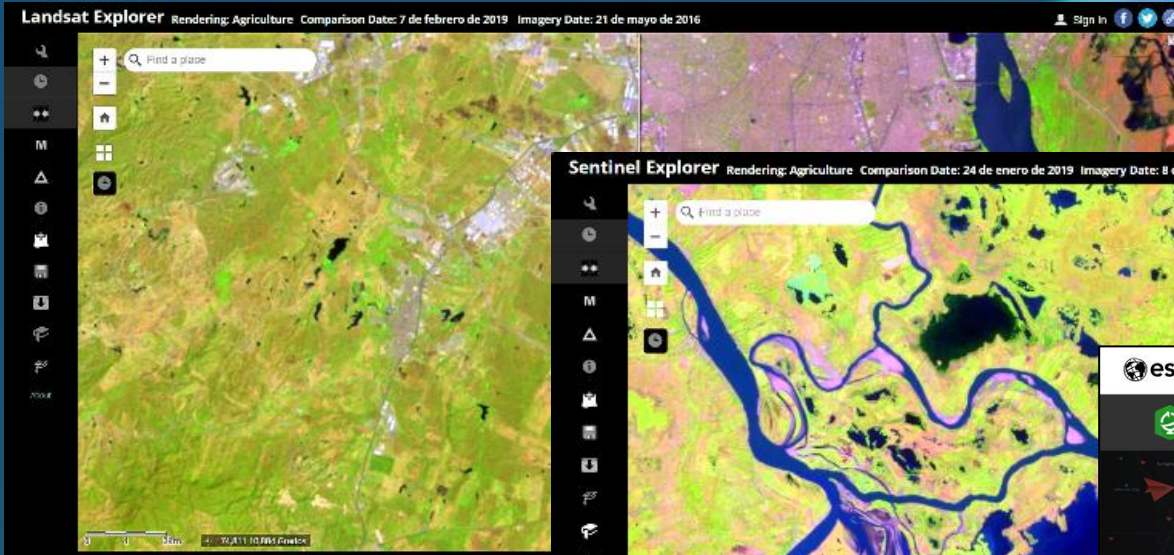 Landsat Explorer Rendering: Agriculture Comparison Date: 7 de febrero de 2019 Imagery Date: 21 de mayo de 2016
Sign In
Find a place
M
About
Sentinel Explorer Rendering: Agriculture Comparison Date: 24 de enero de 2019 Imagery Date: 8
Find a place
M
es